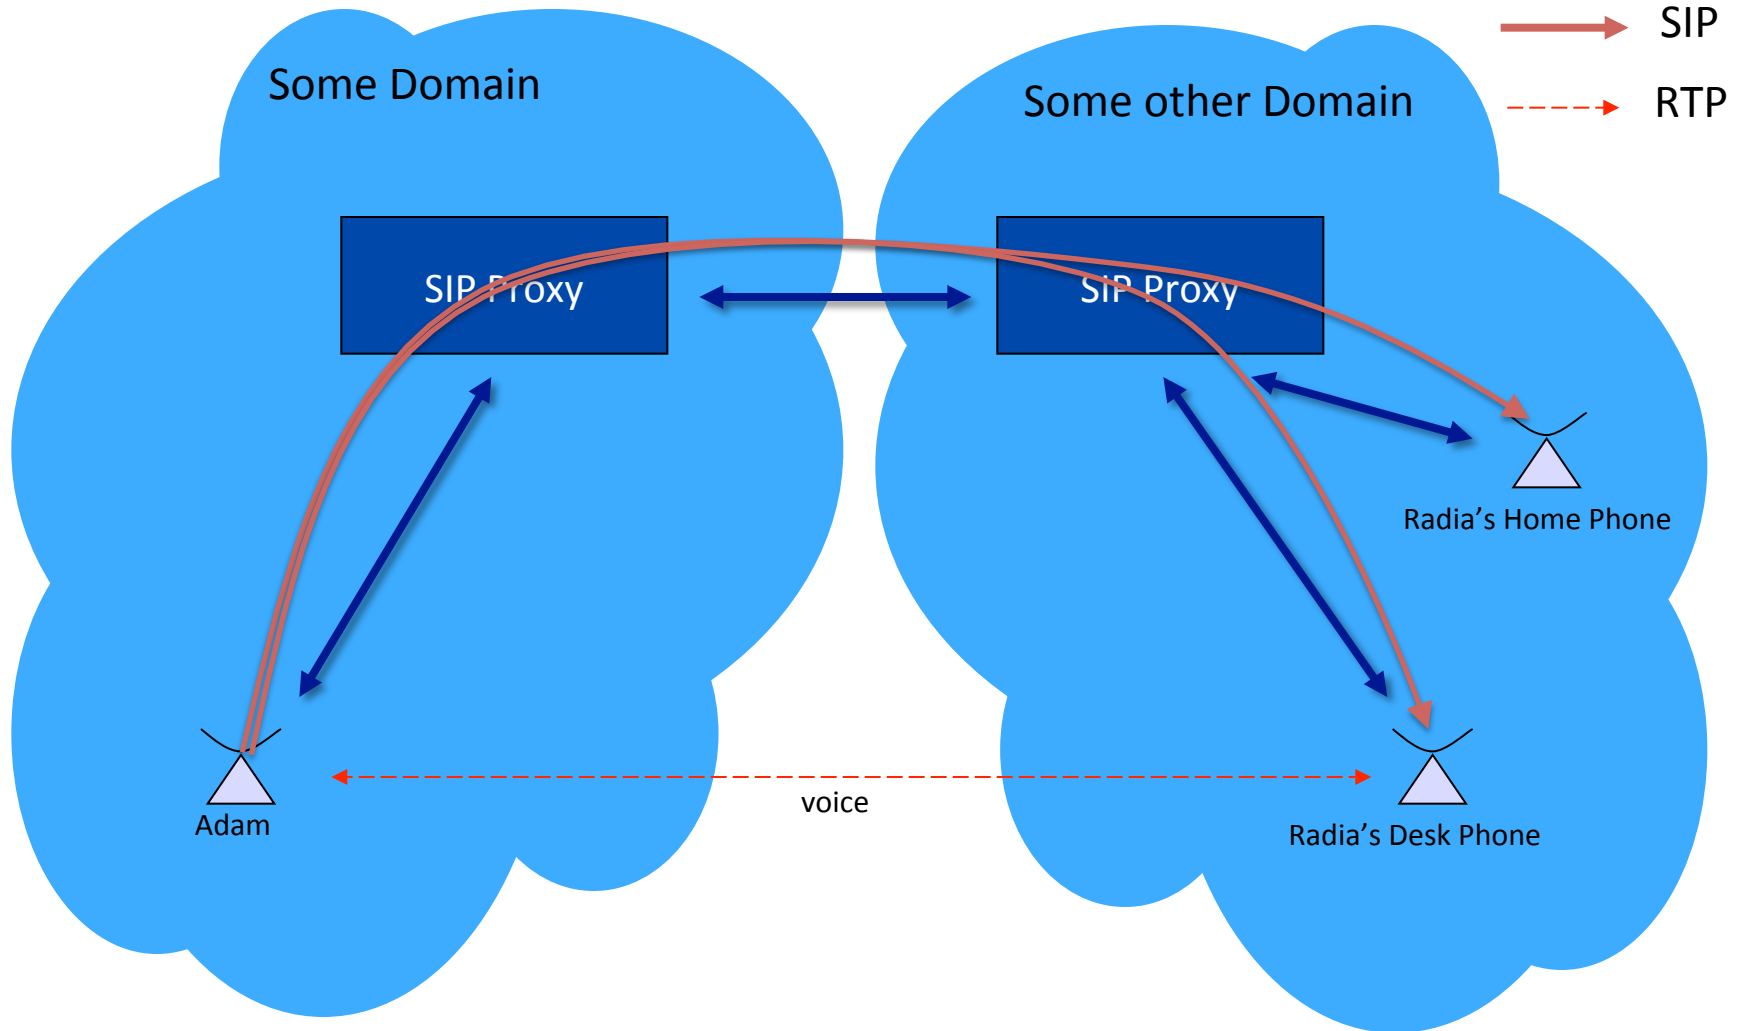 SIP
Some Domain
Some other Domain
RTP
SIP Proxy
SIP Proxy
Radia’s Home Phone
voice
Adam
Radia’s Desk Phone